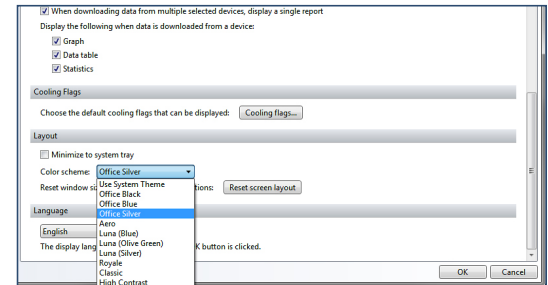 When downloading data from multiple selected devices, display a single report
Display the following when data is downloaded from a device:
Graph
Data table
Statistics
Cooling Flags
Choose the default cooling flags that can be displayed: Cooling flags...
Layout
Minimize to system tray
Color scheme: Office Silver
Use System Theme
Office Black
Office Blue
Office Silver
Aero
Luna (Blue)
Luna (Olive Green)
Luna (Silver)
Royale
Classic
High Contrast
Reset window si tions: Reset screen layout
Language
English
The display lang K button is clicked.
OK Cancel